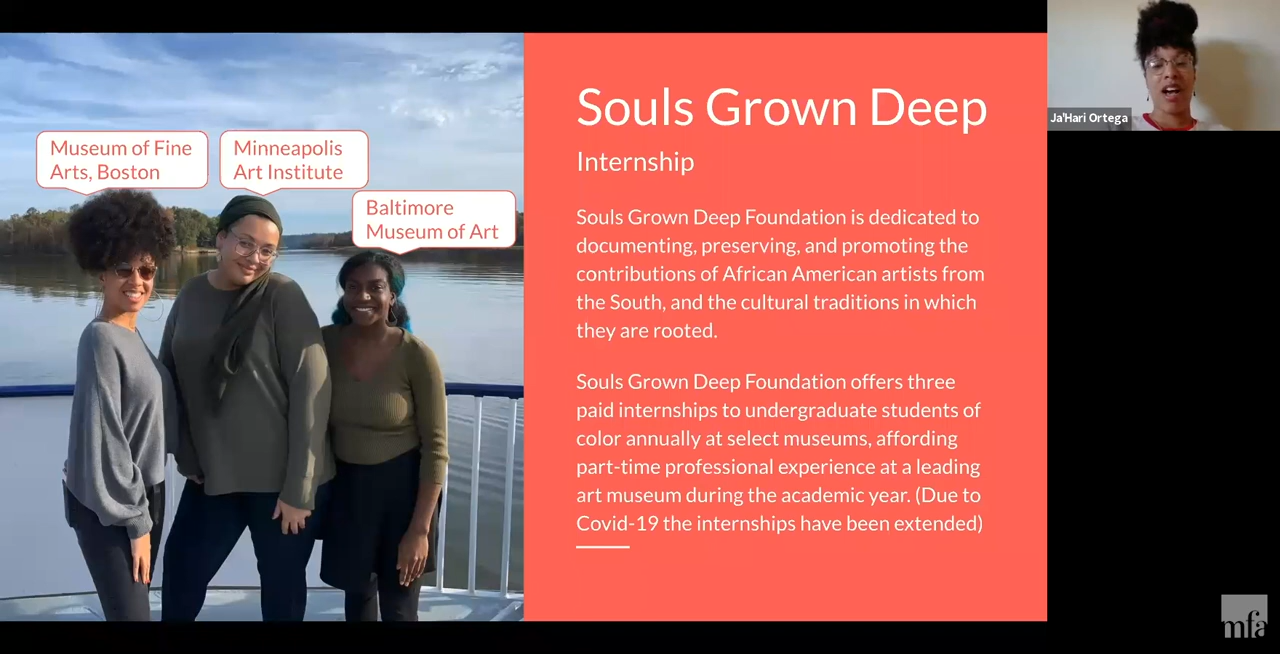 Museum of Fine
Arts, Boston
Minneapolis
Art Institute
Baltimore
Museum of Art
Souls Grown Deep
Internship
Souls Grown Deep Foundation is dedicated to
documenting, preserving, and promoting the
contributions of African American artists from
the South, and the cultural traditions in which
they are rooted.
Souls Grown Deep Foundation offers three
paid internships to undergraduate students of
color annually at select museums, affording
part-time professional experience at a leading
art museum during the academic year. (Due to
Covid-19 the internships have been extended)
Ja'Hari Ortega
mfa